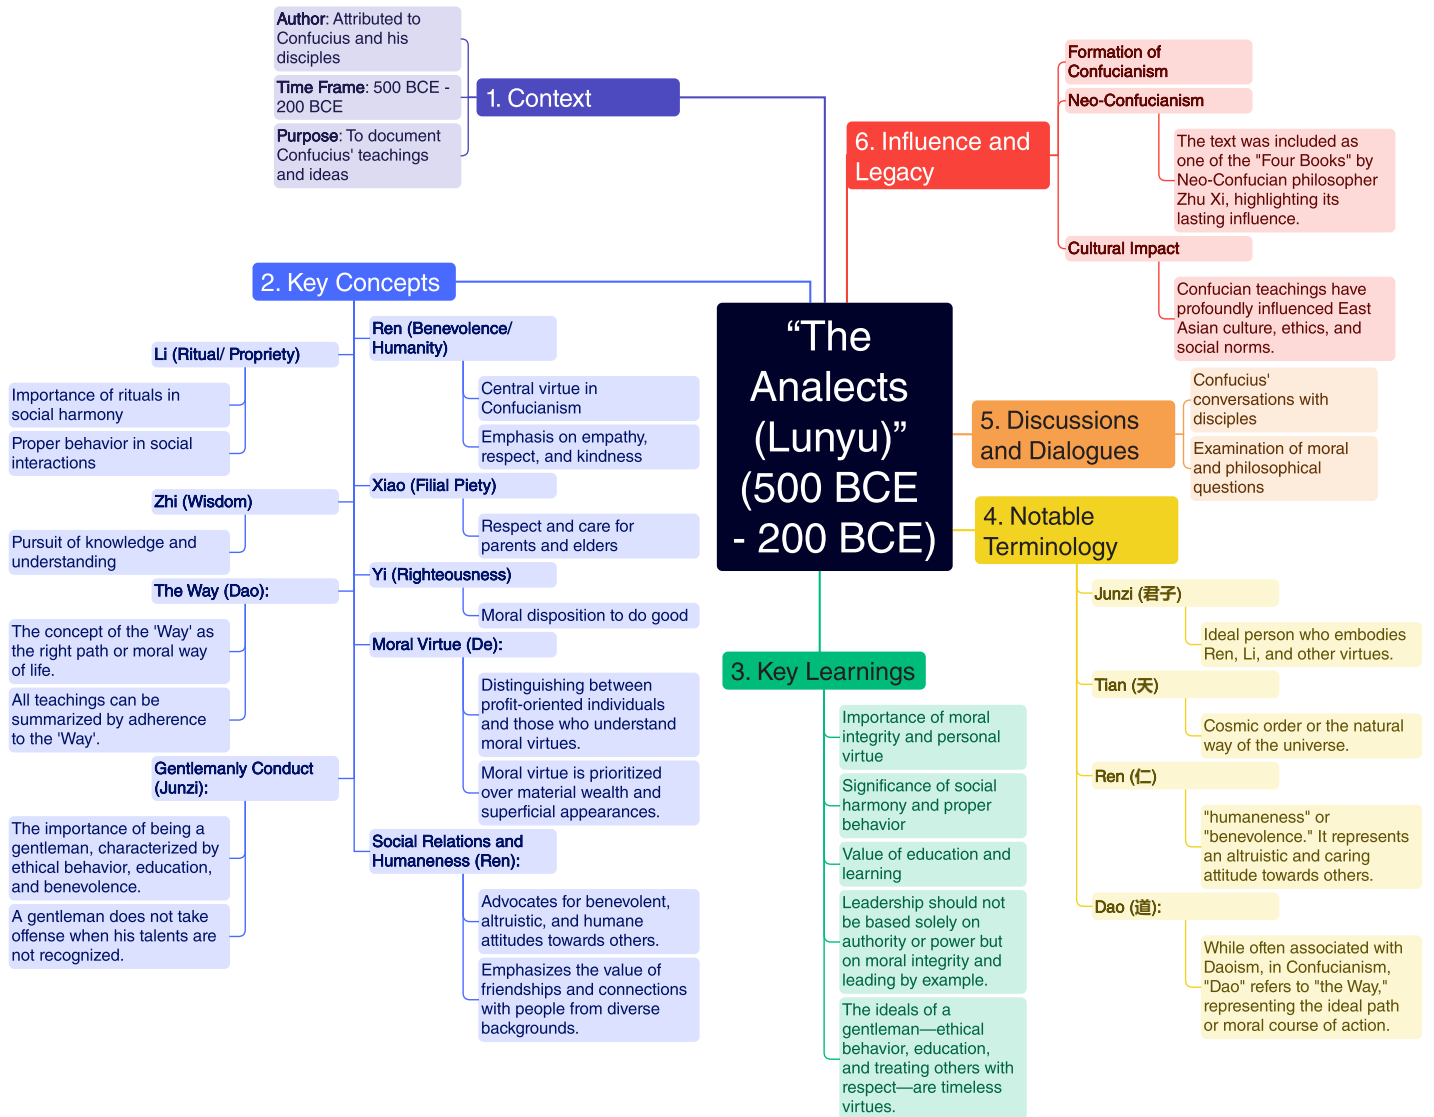 “The
Analects
(Lunyu)”
(500 BCE
- 200 BCE)
1. Context
Author: Attributed to
Confucius and his
disciples
Time Frame: 500 BCE -
200 BCE
Purpose: To document
Confucius' teachings
and ideas
2. Key Concepts
Ren (Benevolence/
Humanity)
Central virtue in
Confucianism
Emphasis on empathy,
respect, and kindness
Li (Ritual/ Propriety)
Importance of rituals in
social harmony
Proper behavior in social
interactions
Xiao (Filial Piety)
Respect and care for
parents and elders
Zhi (Wisdom)
Pursuit of knowledge and
understanding
Yi (Righteousness)
Moral disposition to do good
The Way (Dao):
The concept of the 'Way' as
the right path or moral way
of life.
All teachings can be
summarized by adherence
to the 'Way'.
Moral Virtue (De):
Distinguishing between
profit-oriented individuals
and those who understand
moral virtues.
Moral virtue is prioritized
over material wealth and
superficial appearances.
Gentlemanly Conduct
(Junzi):
The importance of being a
gentleman, characterized by
ethical behavior, education,
and benevolence.
A gentleman does not take
offense when his talents are
not recognized.
Social Relations and
Humaneness (Ren):
Advocates for benevolent,
altruistic, and humane
attitudes towards others.
Emphasizes the value of
friendships and connections
with people from diverse
backgrounds.
3. Key Learnings
Importance of moral
integrity and personal
virtue
Significance of social
harmony and proper
behavior
Value of education and
learning
Leadership should not
be based solely on
authority or power but
on moral integrity and
leading by example.
The ideals of a
gentleman—ethical
behavior, education,
and treating others with
respect—are timeless
virtues.
4. Notable
Terminology
Junzi (君子)
Ideal person who embodies
Ren, Li, and other virtues.
Tian (天)
Cosmic order or the natural
way of the universe.
Ren (仁)
"humaneness" or
"benevolence." It represents
an altruistic and caring
attitude towards others.
Dao (道):
While often associated with
Daoism, in Confucianism,
"Dao" refers to "the Way,"
representing the ideal path
or moral course of action.
5. Discussions
and Dialogues
Confucius'
conversations with
disciples
Examination of moral
and philosophical
questions
6. Influence and
Legacy
Formation of
Confucianism
Neo-Confucianism
The text was included as
one of the "Four Books" by
Neo-Confucian philosopher
Zhu Xi, highlighting its
lasting influence.
Cultural Impact
Confucian teachings have
profoundly influenced East
Asian culture, ethics, and
social norms.